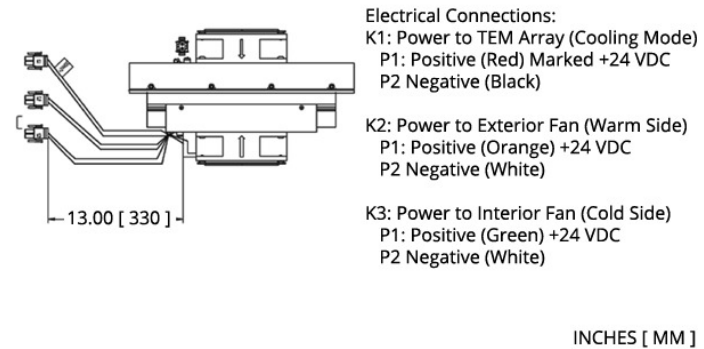 Electrical Connections:
K1: Power to TEM Array (Cooling Mode)
P1: Positive (Red) Marked +24 VDC
P2 Negative (Black)
K2: Power to Exterior Fan (Warm Side)
P1: Positive (Orange) +24 VDC
P2 Negative (White)
K3: Power to Interior Fan (Cold Side)
P1: Positive (Green) +24 VDC
P2 Negative (White)
13.00 [ 330 ]
INCHES [ MM ]